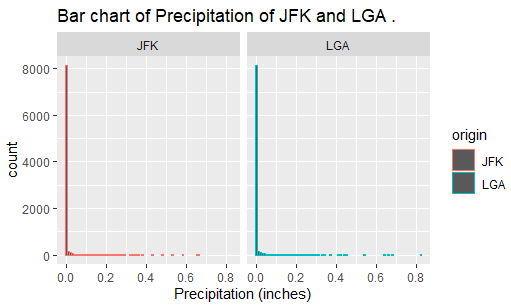 Bar chart of Precipitation of JFK and LGA .
JFK
LGA
8000
6000
4000
2000
0
count
0.0 0.2 0.4 0.6 0.8
0.0 0.2 0.4 0.6 0.8
Precipitation (inches)
origin
JFK
LGA